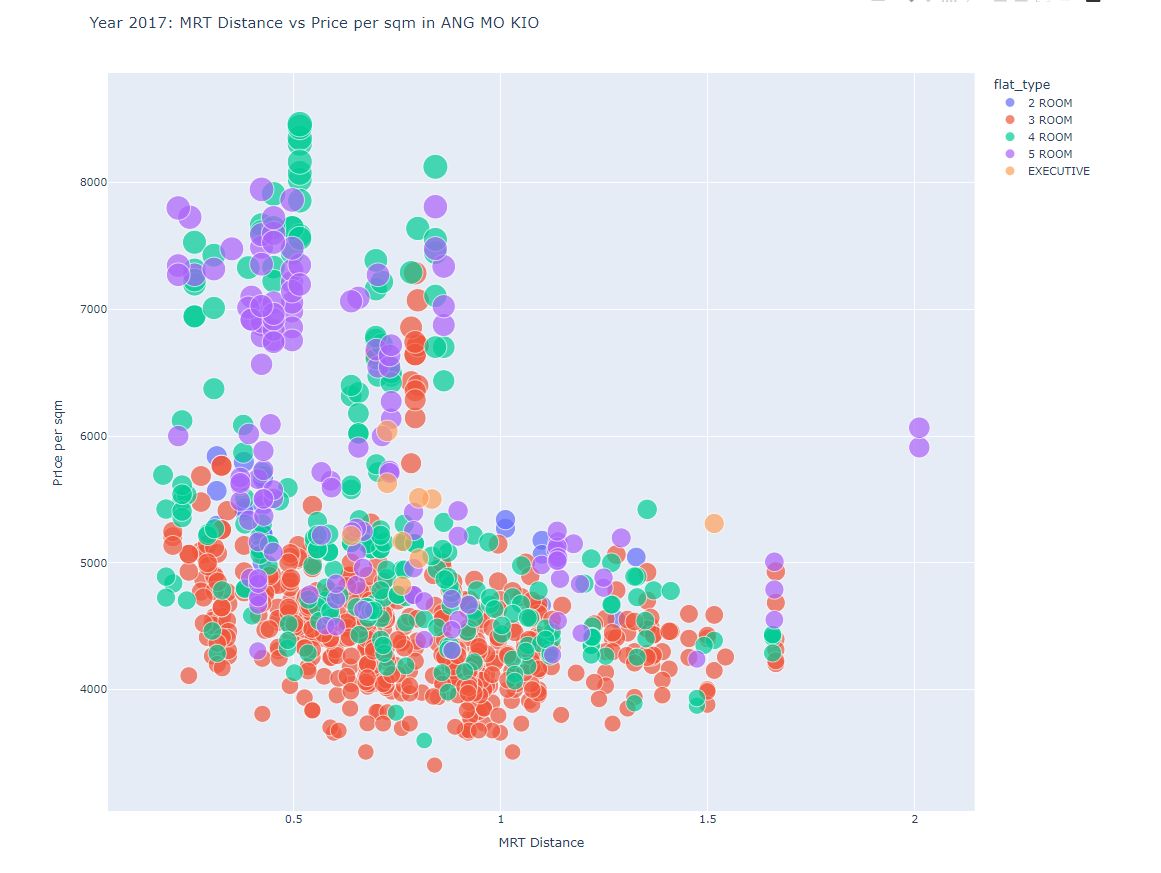 Year 2017: MRT Distance vs Price per sqm in ANG MO KIO
flat_type
2 ROOM
3 ROOM
4 ROOM
5 ROOM
EXECUTIVE
8000
7000
6000
5000
4000
Price per sqm
0.5
1
1.5
2
MRT Distance